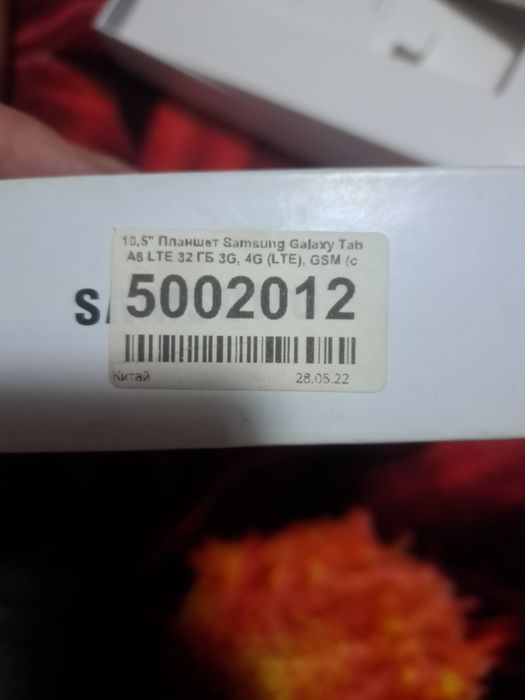 10,5" Планшет Samsung Galaxy Tab
A8 LTE 32 ГБ 3G, 4G (LTE), GSM (с
5002012
Китай
28.05.22